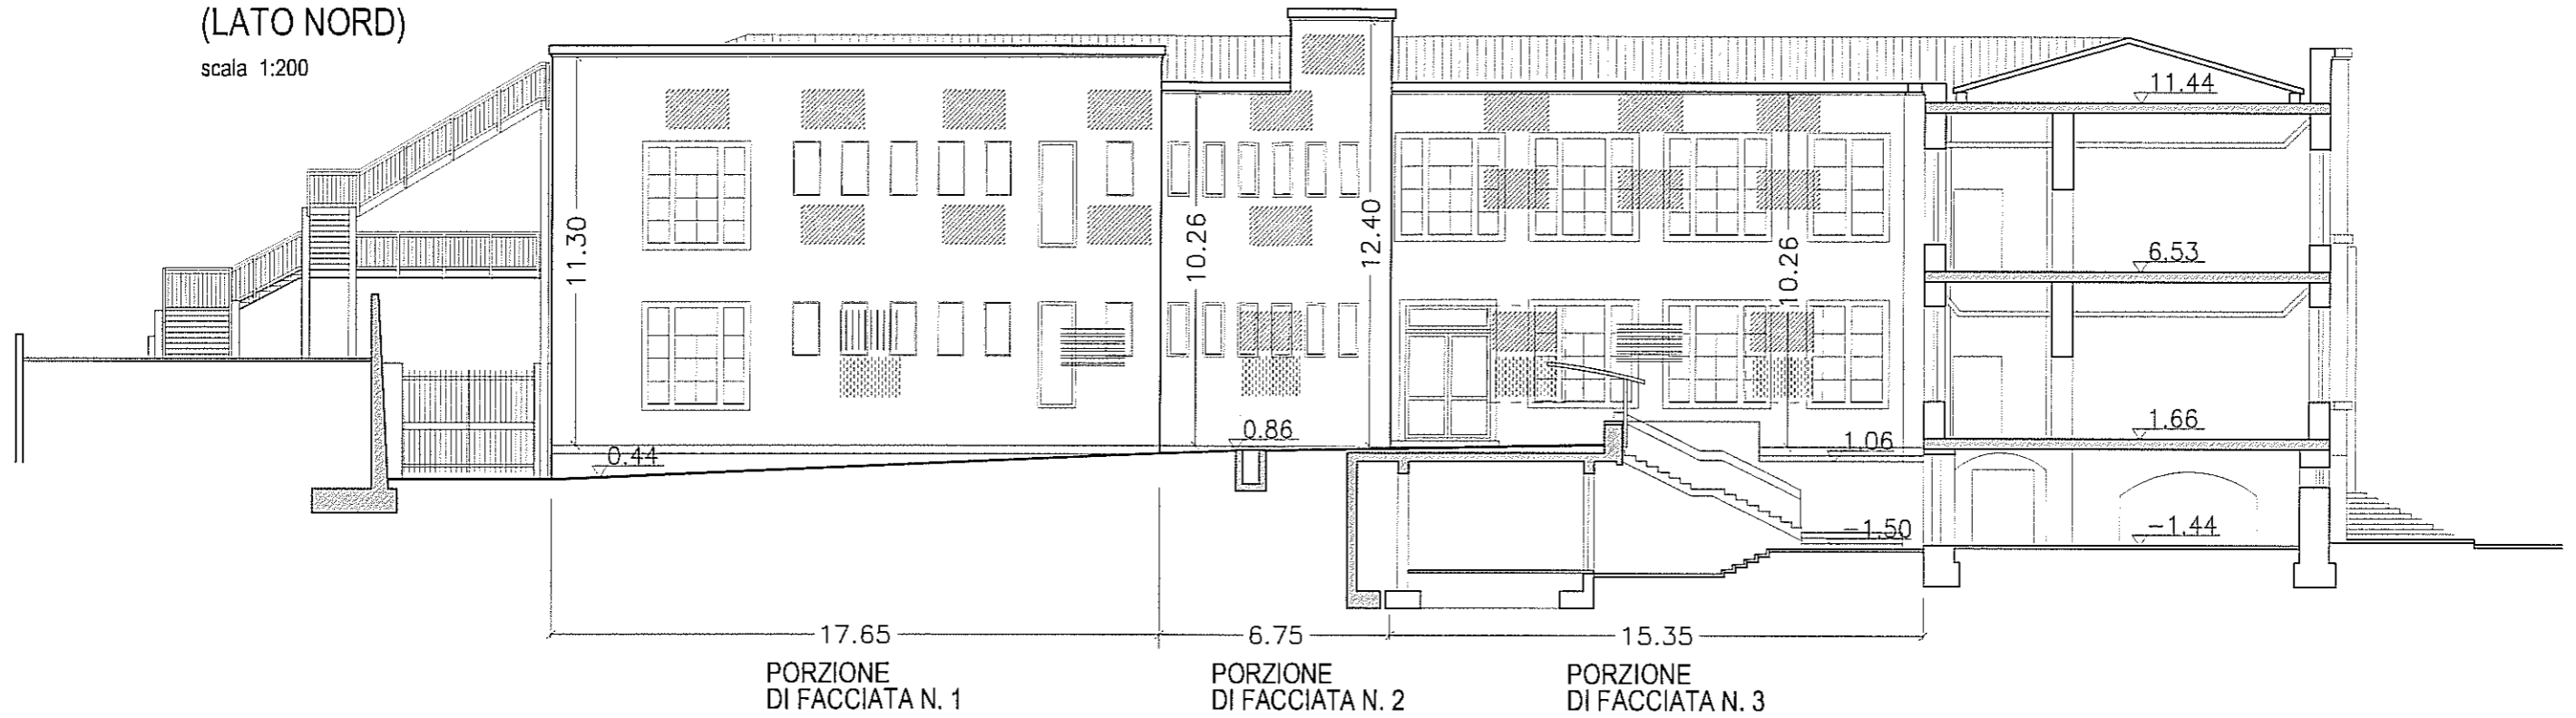 (LATO NORD)
scala 1:200
11.44
6.53
1.66
-1.44
11.30
10.26
12.40
10.26
0.44
0.86
1.06
-1.50
17.65
6.75
15.35
PORZIONE
DI FACCIATA N. 1
PORZIONE
DI FACCIATA N. 2
PORZIONE
DI FACCIATA N. 3